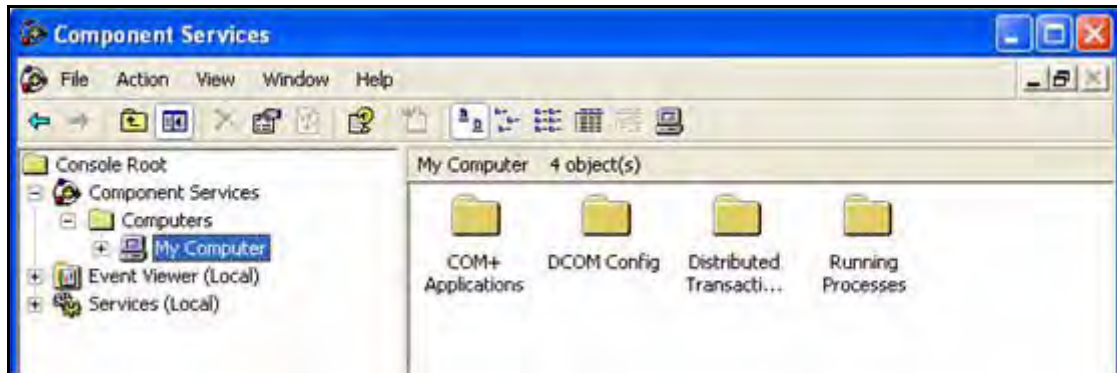 Component Services
File Action View Window Help
Console Root
Component Services
Computers
My Computer
Event Viewer (Local)
Services (Local)
My Computer 4 object(s)
COM+ Applications
DCOM Config
Distributed Transacti...
Running Processes